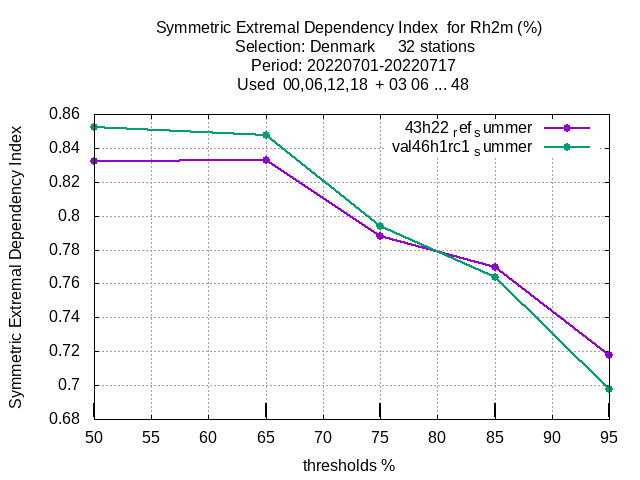 Symmetric Extremal Dependency Index  for Rh2m (%)
Selection: Denmark     32 stations
Period: 20220701-20220717
Used  00,06,12,18  + 03 06 ... 48
43h22 ref summer
val46h1rc1 summer
Symmetric Extremal Dependency Index
0.86
0.84
0.82
0.8
0.78
0.76
0.74
0.72
0.7
0.68
50 55 60 65 70 75 80 85 90 95
thresholds %